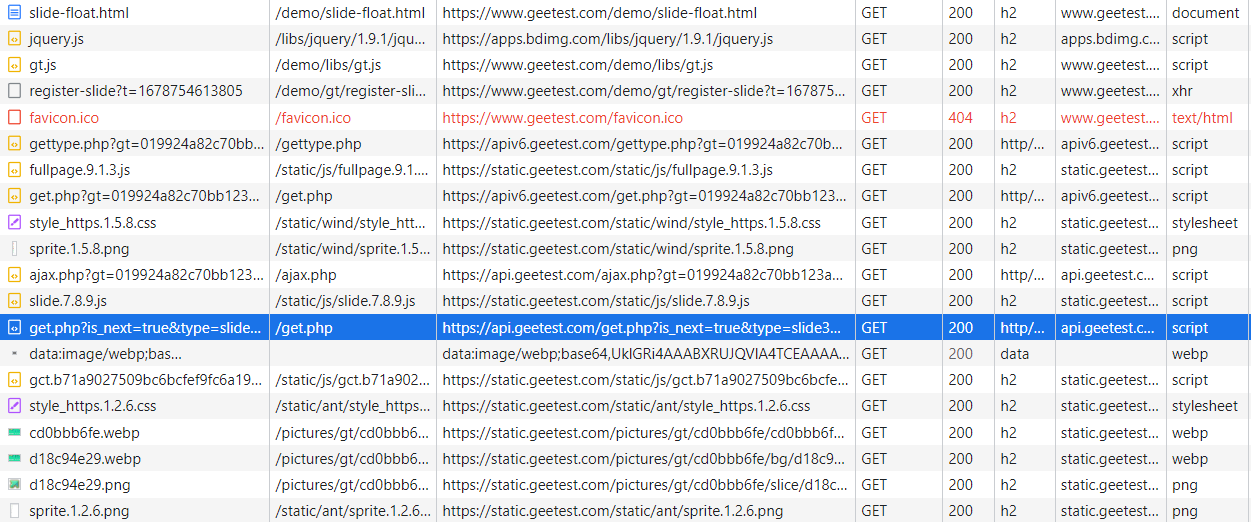 slide-float.html /demo/slide-float.html https://www.geetest.com/demo/slide-float.html GET 200 h2 www.geetest.... document
jquery.js /libs/jquery/1.9.1/jqu... https://apps.bdimg.com/libs/jquery/1.9.1/jquery.js GET 200 h2 apps.bdimg.c... script
gt.js /demo/libs/gt.js https://www.geetest.com/demo/libs/gt.js GET 200 h2 www.geetest.... script
register-slide?t=1678754613805 /demo/gt/register-sli... https://www.geetest.com/demo/gt/register-slide?t=167875... GET 200 h2 www.geetest.... xhr
favicon.ico /favicon.ico https://www.geetest.com/favicon.ico GET 404 h2 www.geetest.... text/html
gettype.php?gt=019924a82c70bb... /gettype.php https://apiv6.geetest.com/gettype.php?gt=019924a82c70b... GET 200 http/... apiv6.geetest... script
fullpage.9.1.3.js /static/js/fullpage.9.1.... https://static.geetest.com/static/js/fullpage.9.1.3.js GET 200 h2 static.geetest... script
get.php?gt=019924a82c70bb123... /get.php https://apiv6.geetest.com/get.php?gt=019924a82c70bb123... GET 200 http/... apiv6.geetest... script
style_https.1.5.8.css /static/wind/style_htt... https://static.geetest.com/static/wind/style_https.1.5.8.css GET 200 h2 static.geetest... stylesheet
sprite.1.5.8.png /static/wind/sprite.1.5... https://static.geetest.com/static/wind/sprite.1.5.8.png GET 200 h2 static.geetest... png
ajax.php?gt=019924a82c70bb123... /ajax.php https://api.geetest.com/ajax.php?gt=019924a82c70bb123a... GET 200 http/... api.geetest.c... script
slide.7.8.9.js /static/js/slide.7.8.9.js https://static.geetest.com/static/js/slide.7.8.9.js GET 200 h2 static.geetest... script
get.php?is_next=true&type=slide... /get.php https://api.geetest.com/get.php?is_next=true&type=slide3... GET 200 http/... api.geetest.c... script
data:image/webp;bas... data:image/webp;base64,UklGRi4AAABXRUJQVlA4TCEAAAA... GET 200 data webp
gct.b71a9027509bc6bcfef9fc6a19... /static/js/gct.b71a902... https://static.geetest.com/static/js/gct.b71a9027509bc6bcfe... GET 200 h2 static.geetest... script
style_https.1.2.6.css /static/ant/style_https... https://static.geetest.com/static/ant/style_https.1.2.6.css GET 200 h2 static.geetest... stylesheet
cd0bbb6fe.webp /pictures/gt/cd0bbb6... https://static.geetest.com/pictures/gt/cd0bbb6fe/cd0bbb6f... GET 200 h2 static.geetest... webp
d18c94e29.webp /pictures/gt/cd0bbb6... https://static.geetest.com/pictures/gt/cd0bbb6fe/bg/d18c9... GET 200 h2 static.geetest... webp
d18c94e29.png /pictures/gt/cd0bbb6... https://static.geetest.com/pictures/gt/cd0bbb6fe/slice/d18c... GET 200 h2 static.geetest... png
sprite.1.2.6.png /static/ant/sprite.1.2.6... https://static.geetest.com/static/ant/sprite.1.2.6.png GET 200 h2 static.geetest... png